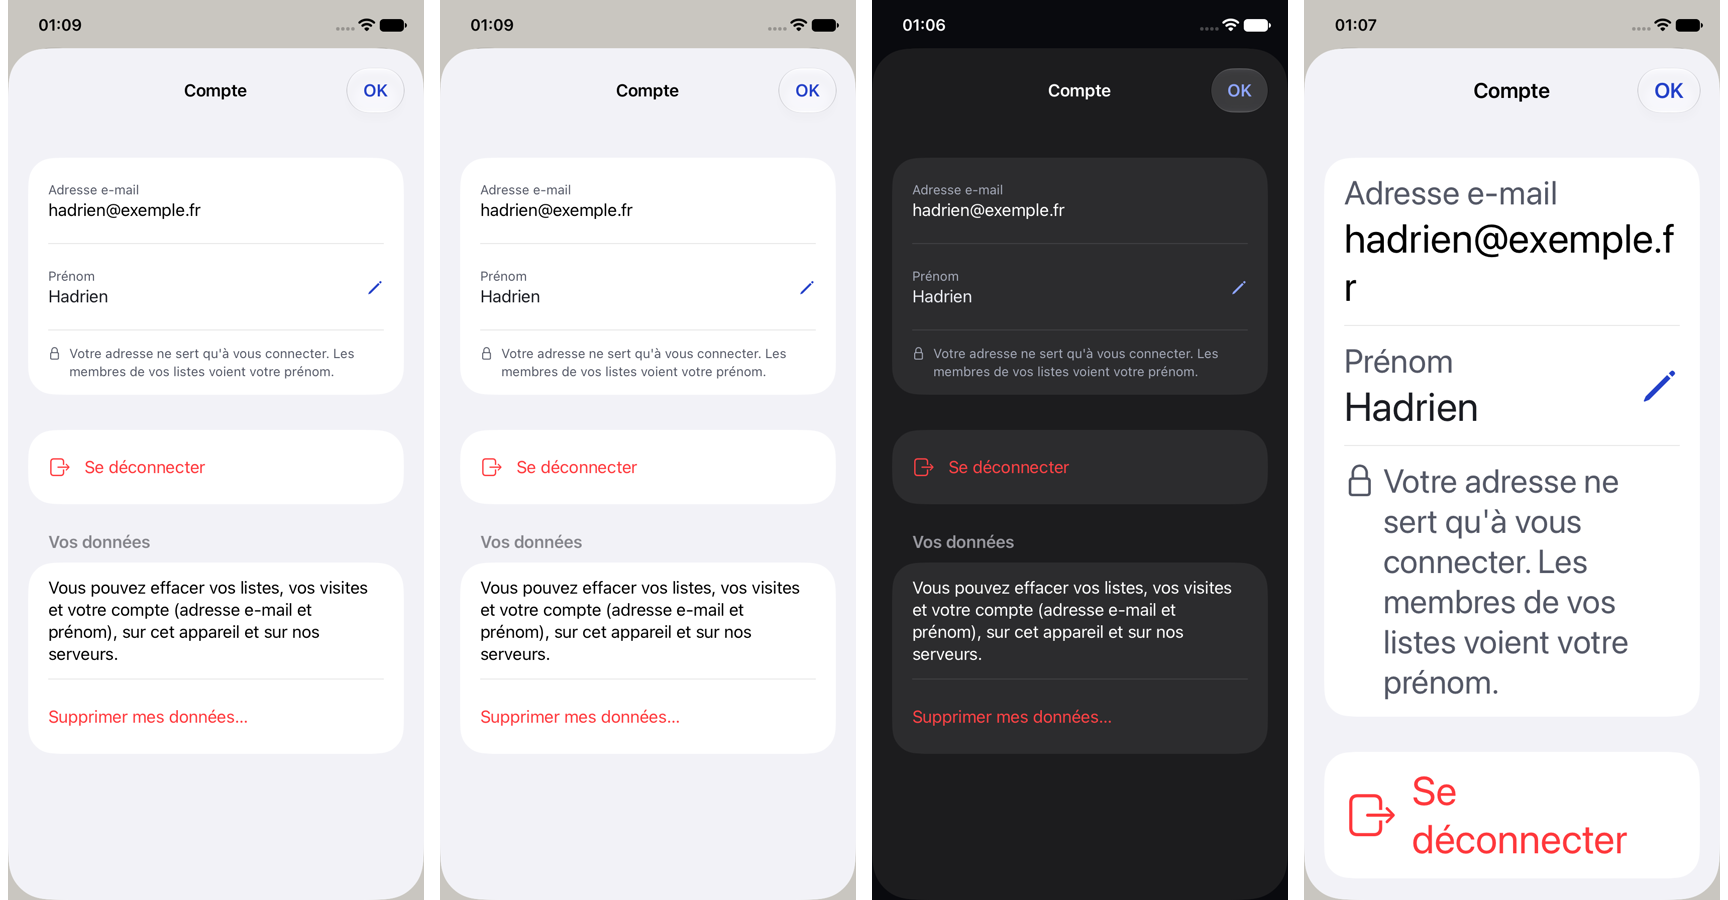 01:09
Compte
OK
Adresse e-mail
hadrien@exemple.fr
Prénom
Hadrien
Votre adresse ne sert qu'à vous connecter. Les
membres de vos listes voient votre prénom.
Se déconnecter
Vos données
Vous pouvez effacer vos listes, vos visites
et votre compte (adresse e-mail et
prénom), sur cet appareil et sur nos
serveurs.
Supprimer mes données...
01:09
Compte
OK
Adresse e-mail
hadrien@exemple.fr
Prénom
Hadrien
Votre adresse ne sert qu'à vous connecter. Les
membres de vos listes voient votre prénom.
Se déconnecter
Vos données
Vous pouvez effacer vos listes, vos visites
et votre compte (adresse e-mail et
prénom), sur cet appareil et sur nos
serveurs.
Supprimer mes données...
01:06
Compte
OK
Adresse e-mail
hadrien@exemple.fr
Prénom
Hadrien
Votre adresse ne sert qu'à vous connecter. Les
membres de vos listes voient votre prénom.
Se déconnecter
Vos données
Vous pouvez effacer vos listes, vos visites
et votre compte (adresse e-mail et
prénom), sur cet appareil et sur nos
serveurs.
Supprimer mes données...
01:07
Compte
OK
Adresse e-mail
hadrien@exemple.f
r
Prénom
Hadrien
Votre adresse ne
sert qu'à vous
connecter. Les
membres de vos
listes voient votre
prénom.
Se
déconnecter